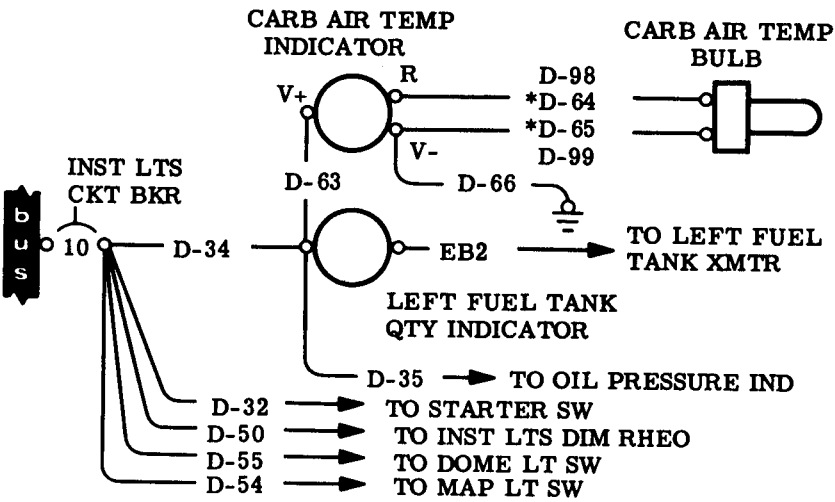 CARB AIR TEMP
INDICATOR
CARB AIR TEMP
BULB
R
V+
D-98
*D-64
*D-65
D-99
V-
INST LTS
CKT BKR
D-63
D-66
bus
10
D-34
EB2
TO LEFT FUEL
TANK XMTR
LEFT FUEL TANK
QTY INDICATOR
D-35
TO OIL PRESSURE IND
D-32
TO STARTER SW
D-50
TO INST LTS DIM RHEO
D-55
TO DOME LT SW
D-54
TO MAP LT SW